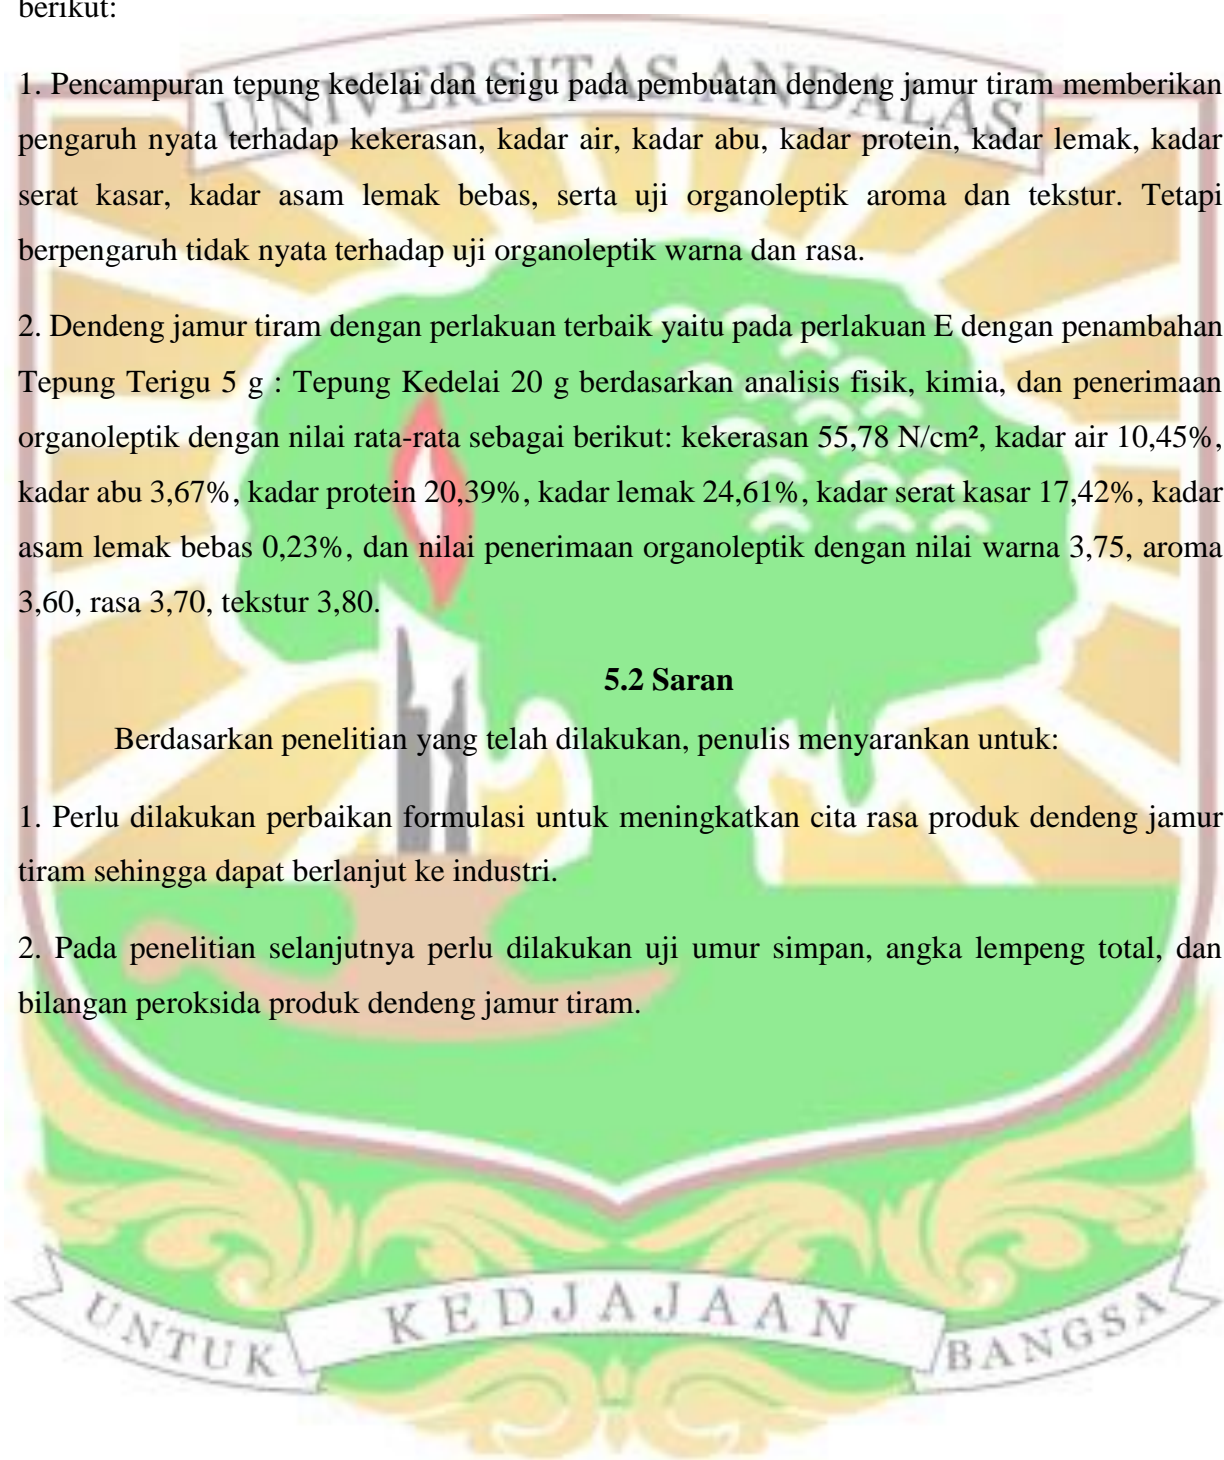 berikut:
UNIVERSITAS ANDALAS
1. Pencampuran tepung kedelai dan terigu pada pembuatan dendeng jamur tiram memberikan
pengaruh nyata terhadap kekerasan, kadar air, kadar abu, kadar protein, kadar lemak, kadar
serat kasar, kadar asam lemak bebas, serta uji organoleptik aroma dan tekstur. Tetapi
berpengaruh tidak nyata terhadap uji organoleptik warna dan rasa.
2. Dendeng jamur tiram dengan perlakuan terbaik yaitu pada perlakuan E dengan penambahan
Tepung Terigu 5 g : Tepung Kedelai 20 g berdasarkan analisis fisik, kimia, dan penerimaan
organoleptik dengan nilai rata-rata sebagai berikut: kekerasan 55,78 N/cm², kadar air 10,45%,
kadar abu 3,67%, kadar protein 20,39%, kadar lemak 24,61%, kadar serat kasar 17,42%, kadar
asam lemak bebas 0,23%, dan nilai penerimaan organoleptik dengan nilai warna 3,75, aroma
3,60, rasa 3,70, tekstur 3,80.
5.2 Saran
Berdasarkan penelitian yang telah dilakukan, penulis menyarankan untuk:
1. Perlu dilakukan perbaikan formulasi untuk meningkatkan cita rasa produk dendeng jamur
tiram sehingga dapat berlanjut ke industri.
2. Pada penelitian selanjutnya perlu dilakukan uji umur simpan, angka lempeng total, dan
bilangan peroksida produk dendeng jamur tiram.
UNTUK KEDJAJAAN BANGSA